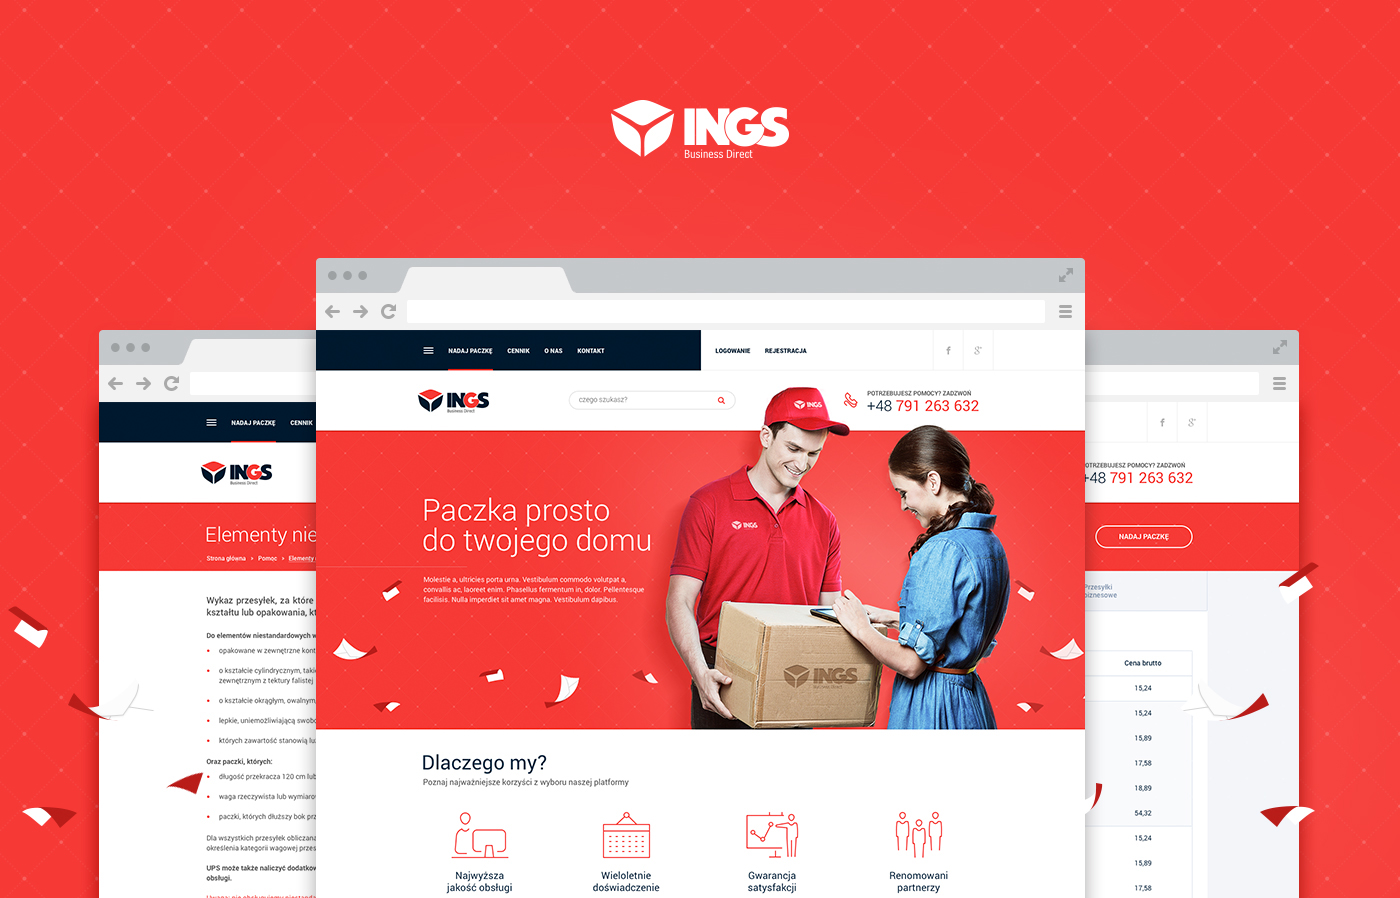 INGS
Business Direct
NADAJ PACZKĘ CENNIK O NAS KONTAKT
LOGOWANIE REJESTRACJA
f g+
INGS
Business Direct
czego szukasz?
POTRZEBUJESZ POMOCY? ZADZWOŃ
+48 791 263 632
INGS
INGS
Paczka prosto
do twojego domu
Molestie a, ultricies porta urna. Vestibulum commodo volutpat a,
convallis ac, laoreet enim. Phasellus fermentum in, dolor. Pellentesque
facilisis. Nulla imperdiet sit amet magna. Vestibulum dapibus.
INGS
Business Direct
Dlaczego my?
Poznaj najważniejsze korzyści z wyboru naszej platformy
Najwyższa
jakość obsługi
Wieloletnie
doświadczenie
Gwarancja
satysfakcji
Renomowani
partnerzy
NADAJ PACZKĘ CENNIK
INGS
Business Direct
Elementy nie
Strona główna Pomoc Elementy
Wykaz przesyłek, za które
kształtu lub opakowania, kt
Do elementów niestandardowych w
opakowane w zewnętrzne kont
o kształcie cylindrycznym, taki
zewnętrznym z tektury falistej
o kształcie okrągłym, owalnym,
lepkie, uniemożliwiającą swobo
których zawartość stanowią lu
Oraz paczki, których:
długość przekracza 120 cm lub
waga rzeczywista lub wymiarow
paczki, których dłuższy bok prz
Dla wszystkich przesyłek obliczana
określenia kategorii wagowej przes
UPS może także naliczyć dodatkow
obsługi.
f g+
OTRZEBUJESZ POMOCY? ZADZWOŃ
+48 791 263 632
NADAJ PACZKĘ
Przesyłki
biznesowe
Cena brutto
15,24
15,24
15,89
17,58
18,89
54,32
15,24
15,89
17,58